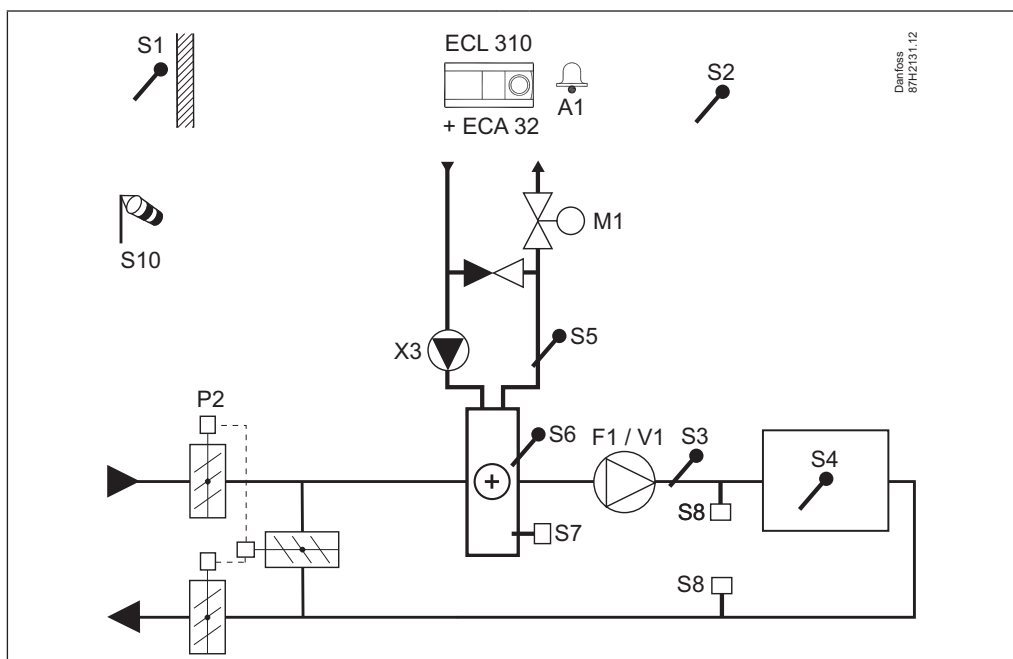 S1
ECL 310
+ ECA 32
A1
S2
Danfoss
87H2131.12
S10
M1
X3
S5
P2
S6
F1 / V1
S3
S4
S8
S7
S8